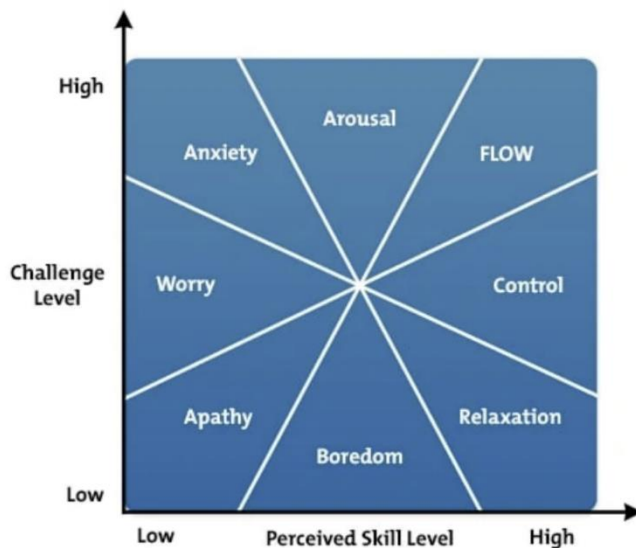 High
Arousal
Anxiety
FLOW
Challenge
Level
Worry
Control
Apathy
Relaxation
Boredom
Low
Low
Perceived Skill Level
High